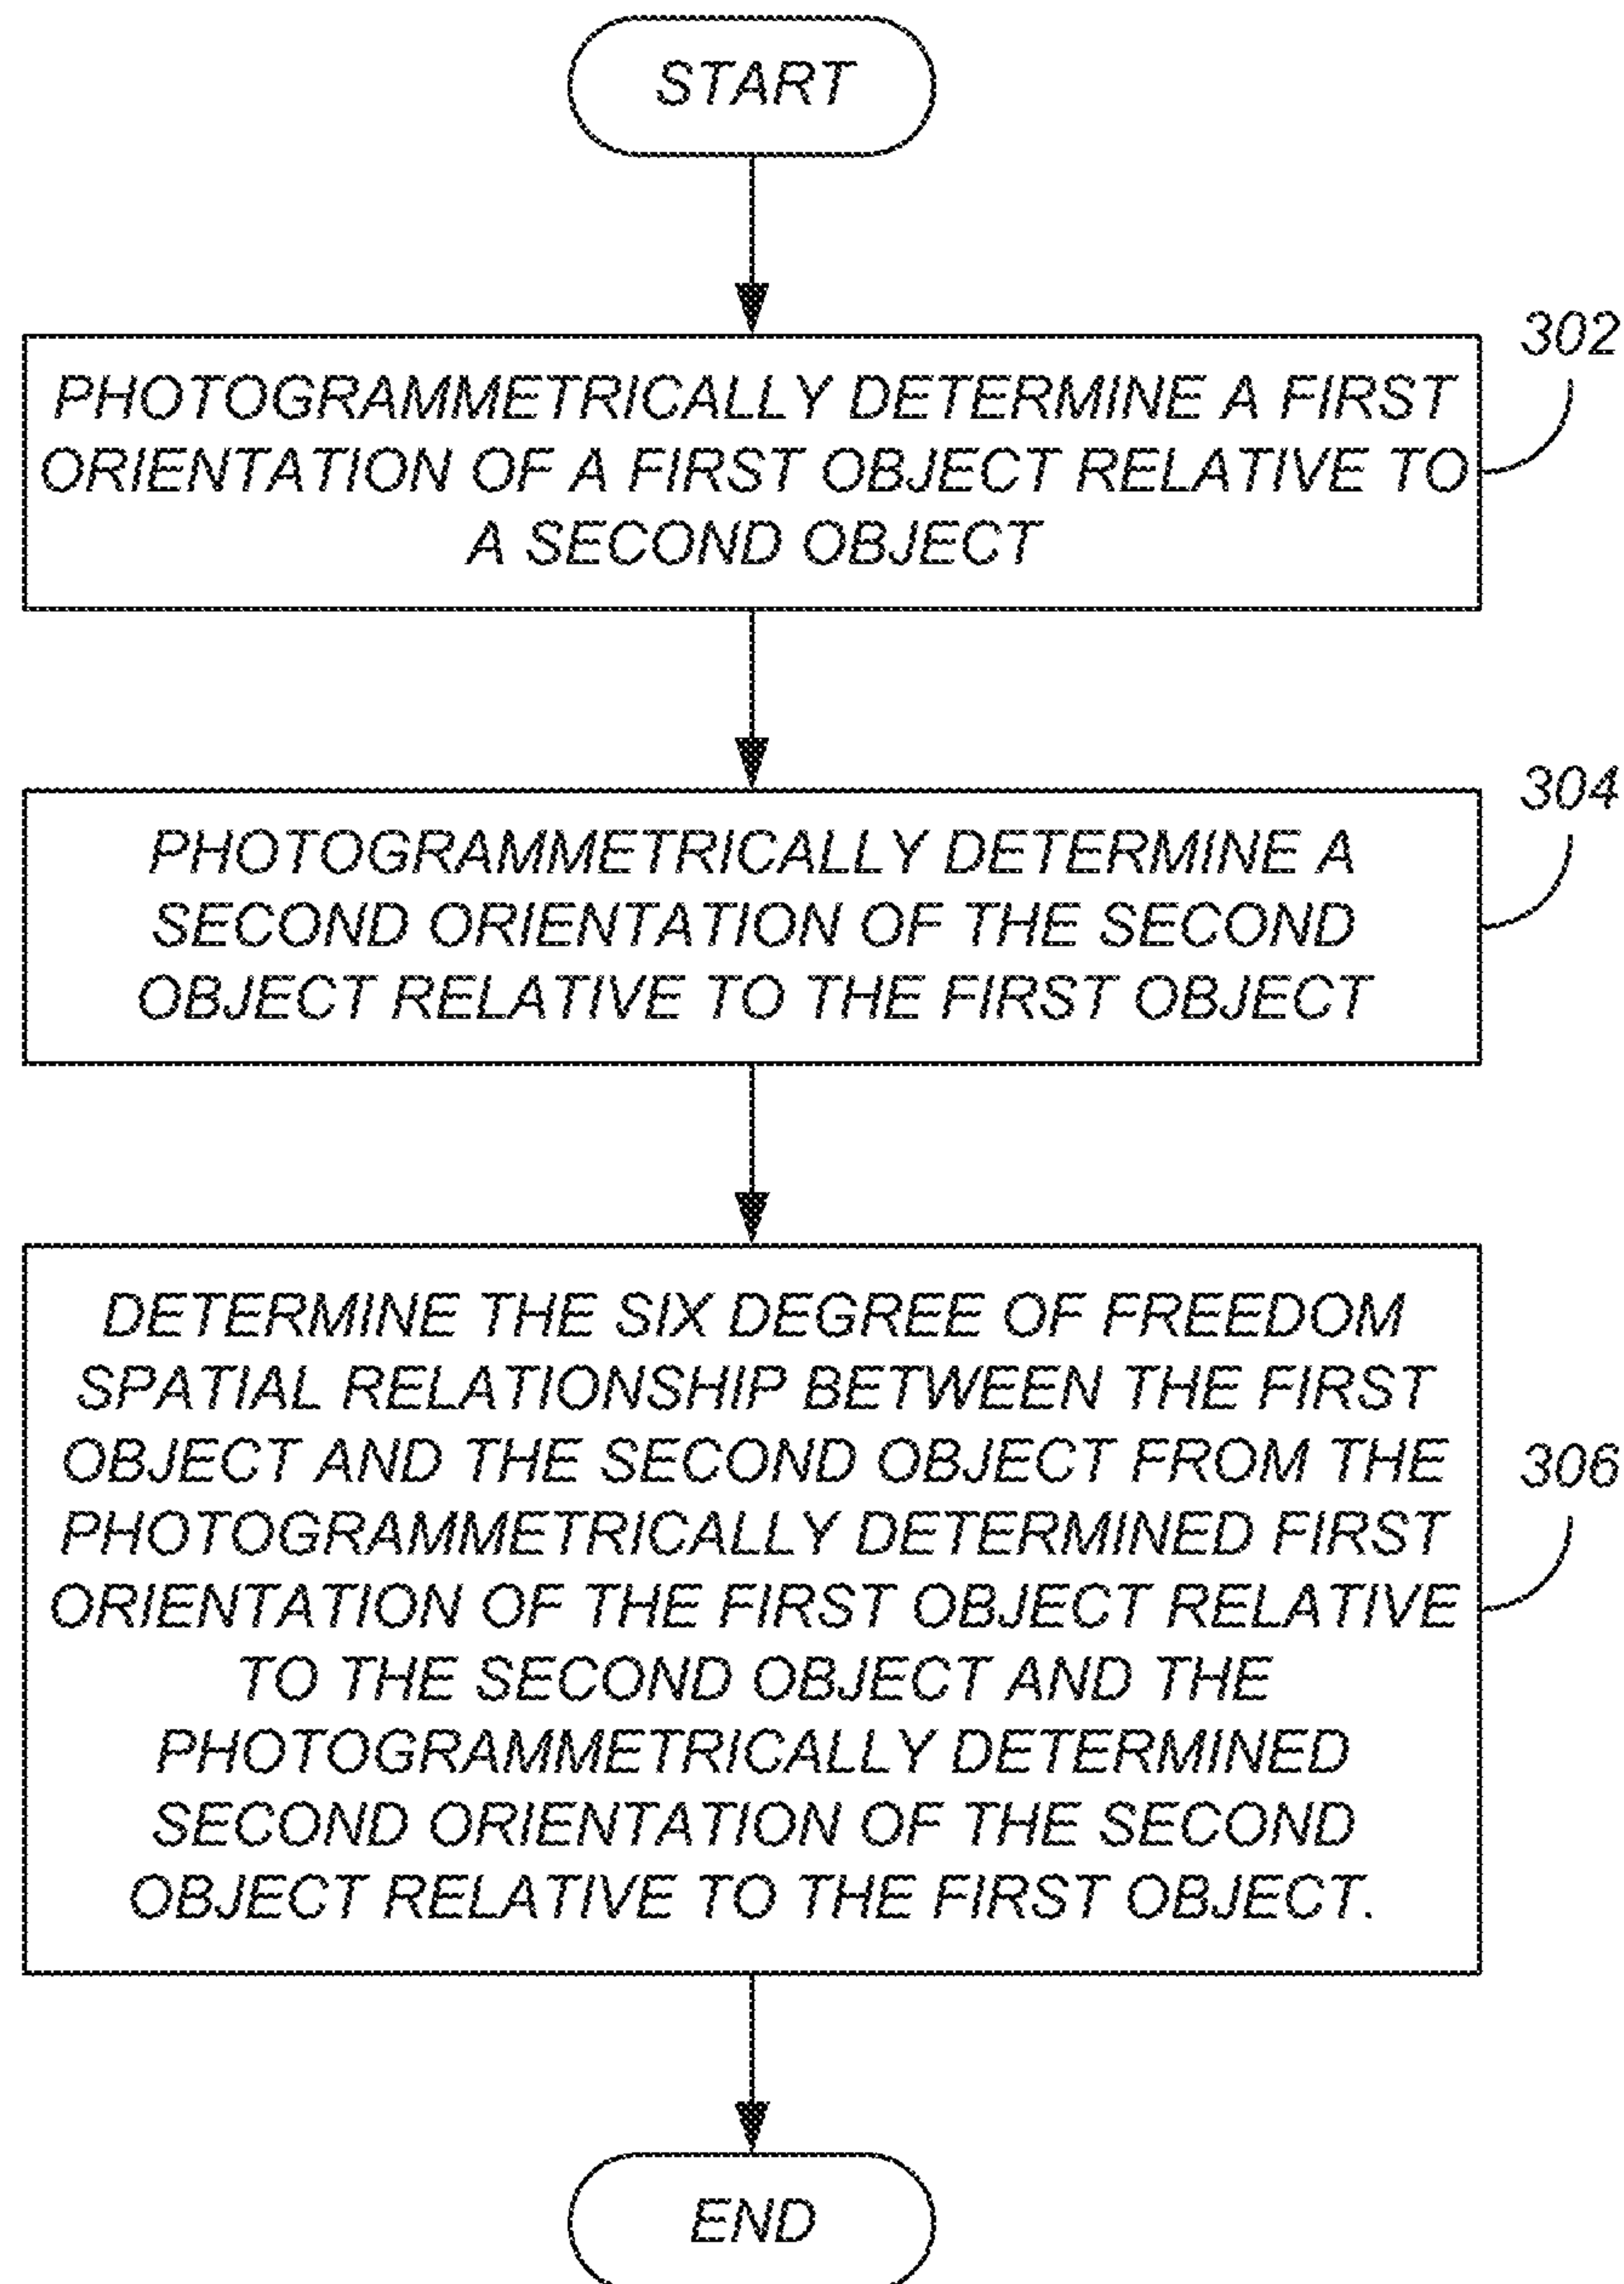 START
302
PHOTOGRAMMETRICALLY DETERMINE A FIRST
ORIENTATION OF A FIRST OBJECT RELATIVE TO
A SECOND OBJECT
304
PHOTOGRAMMETRICALLY DETERMINE A
SECOND ORIENTATION OF THE SECOND
OBJECT RELATIVE TO THE FIRST OBJECT
DETERMINE THE SIX DEGREE OF FREEDOM
SPATIAL RELATIONSHIP BETWEEN THE FIRST
OBJECT AND THE SECOND OBJECT FROM THE
306
PHOTOGRAMMETRICALLY DETERMINED FIRST
ORIENTATION OF THE FIRST OBJECT RELATIVE
TO THE SECOND OBJECT AND THE
PHOTOGRAMMETRICALLY DETERMINED
SECOND ORIENTATION OF THE SECOND
OBJECT RELATIVE TO THE FIRST OBJECT.
END